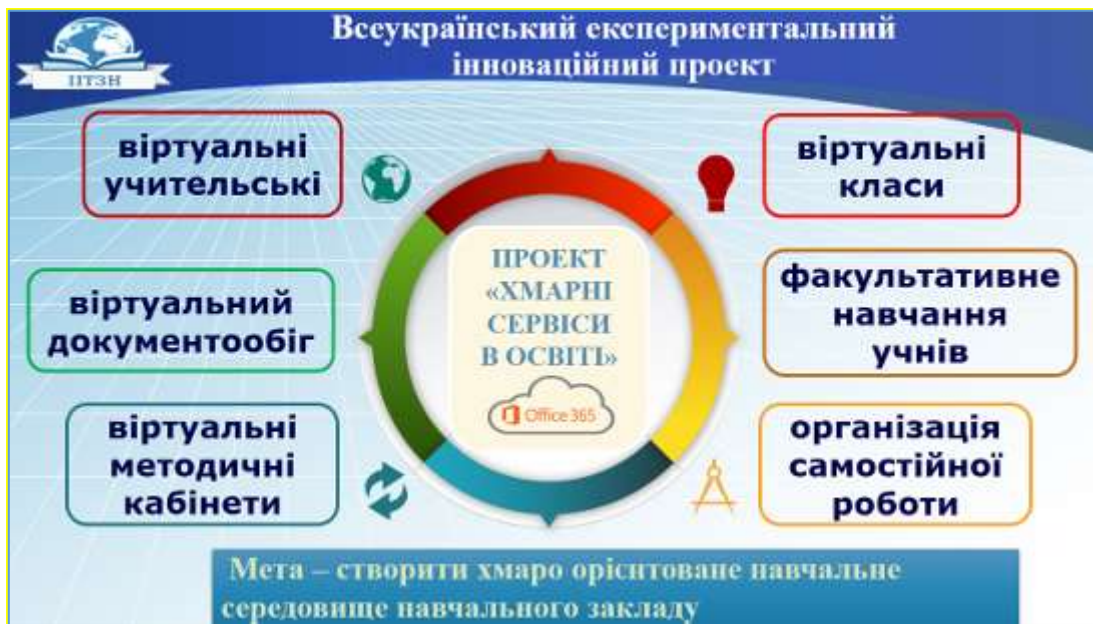 Всеукраїнський експериментальний
інноваційний проект
ІІТЗН
віртуальні
учительські
віртуальні
класи
віртуальний
документообіг
ПРОЕКТ
«ХМАРНІ
СЕРВІСИ
В ОСВІТІ»
Office 365
факультативне
навчання
учнів
віртуальні
методичні
кабінети
організація
самостійної
роботи
Мета – створити хмаро орієнтоване навчальне
середовище навчального закладу